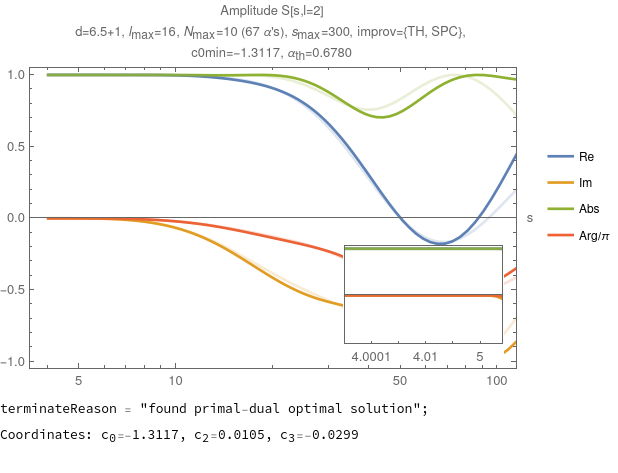 Amplitude S[s,l=2]
d=6.5+1, lmax=16, Nmax=10 (67 α's), smax=300, improv={TH, SPC},
c0min=−1.3117, αth=0.6780
1.0
0.5
0.0
−0.5
−1.0
5 10 50 100
s
4.0001 4.01 5
Re
Im
Abs
Arg/π
terminateReason = "found primal-dual optimal solution";
Coordinates: c0=−1.3117, c2=0.0105, c3=−0.0299